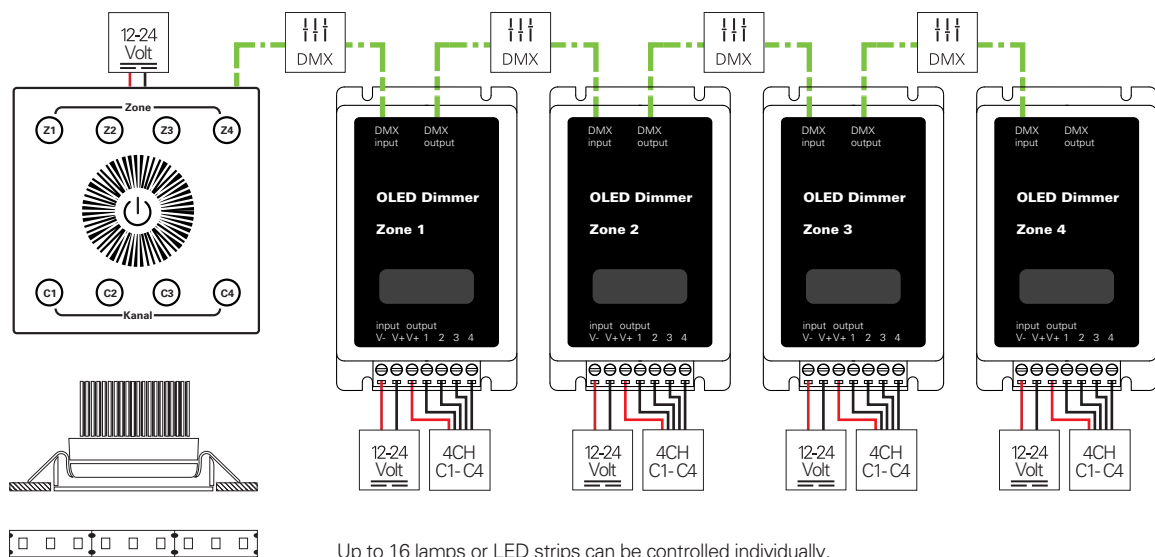 12-24
Volt
DMX
DMX
DMX
DMX
Zone
Z1 Z2 Z3 Z4
C1 C2 C3 C4
Kanal
DMX input
DMX output
OLED Dimmer
Zone 1
input output
V- V+ V+ 1 2 3 4
12-24
Volt
4CH
C1-C4
DMX input
DMX output
OLED Dimmer
Zone 2
input output
V- V+ V+ 1 2 3 4
12-24
Volt
4CH
C1-C4
DMX input
DMX output
OLED Dimmer
Zone 3
input output
V- V+ V+ 1 2 3 4
12-24
Volt
4CH
C1-C4
DMX input
DMX output
OLED Dimmer
Zone 4
input output
V- V+ V+ 1 2 3 4
12-24
Volt
4CH
C1-C4
Up to 16 lamps or LED strips can be controlled individually.